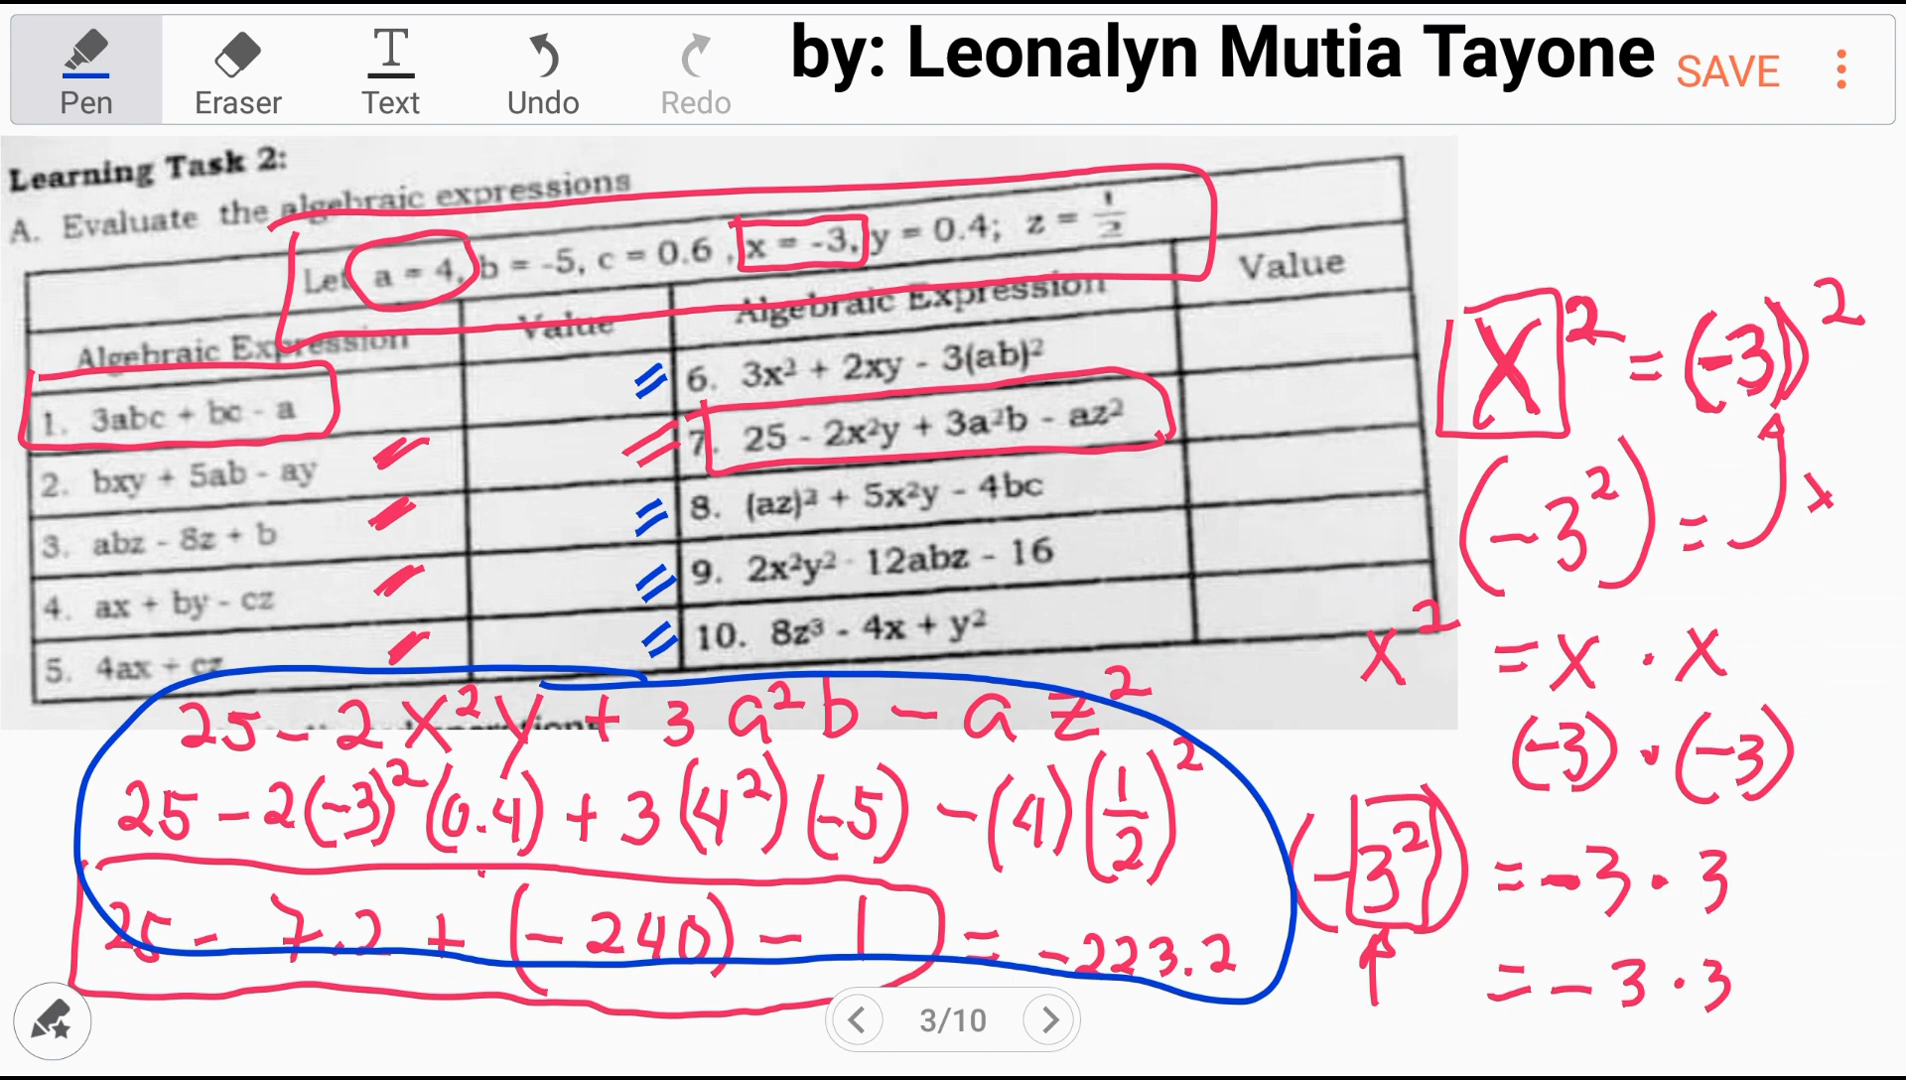 by: Leonalyn Mutia Tayone
Pen Eraser Text Undo Redo SAVE
Learning Task 2:
A. Evaluate the algebraic expressions
Let a = 4, b = -5, c = 0.6 , x = -3, y = 0.4; z = 1/2
Algebraic Expression Value Algebraic Expression Value
1. 3abc + bc - a
6. 3x² + 2xy - 3(ab)²
2. bxy + 5ab - ay
7. 25 - 2x²y + 3a²b - az²
3. abz - 8z + b
8. (az)² + 5x²y - 4bc
4. ax + by - cz
9. 2x²y² - 12abz - 16
5. 4ax + cz
10. 8z³ - 4x + y²
25 - 2x²y + 3a²b - az²
25 - 2(-3)²(0.4) + 3(4²)(-5) - (4)(1/2)²
25 - 7.2 + (-240) - 1 = -223.2
X² = (-3)²
(-3²) = x
x² = x · x
(-3) · (-3)
(-3²) = -3 · 3
= -3 · 3
3/10